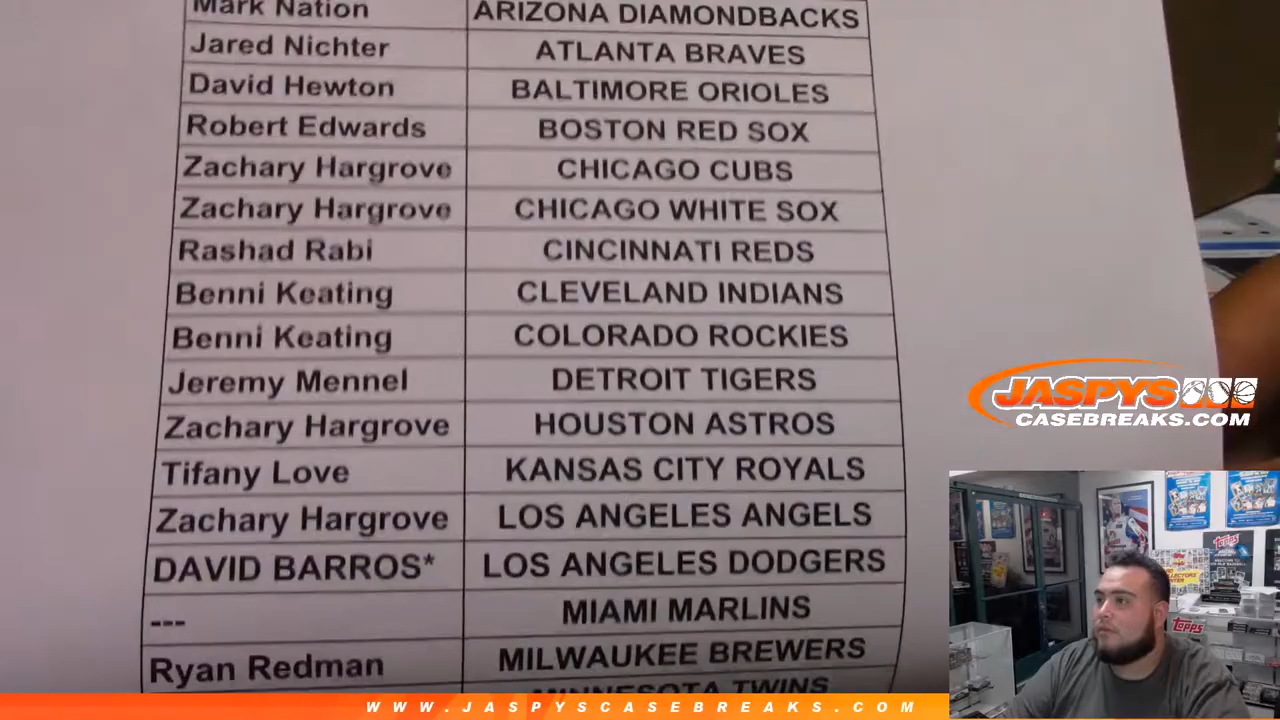 Mark Nation ARIZONA DIAMONDBACKS
Jared Nichter ATLANTA BRAVES
David Hewton BALTIMORE ORIOLES
Robert Edwards BOSTON RED SOX
Zachary Hargrove CHICAGO CUBS
Zachary Hargrove CHICAGO WHITE SOX
Rashad Rabi CINCINNATI REDS
Benni Keating CLEVELAND INDIANS
Benni Keating COLORADO ROCKIES
Jeremy Mennel DETROIT TIGERS
Zachary Hargrove HOUSTON ASTROS
Tifany Love KANSAS CITY ROYALS
Zachary Hargrove LOS ANGELES ANGELS
DAVID BARROS* LOS ANGELES DODGERS
--- MIAMI MARLINS
Ryan Redman MILWAUKEE BREWERS
MINNESOTA TWINS
JASPYS
CASEBREAKS.COM
Topps
TOPPS
WWW.JASPYSCASEBREAKS.COM